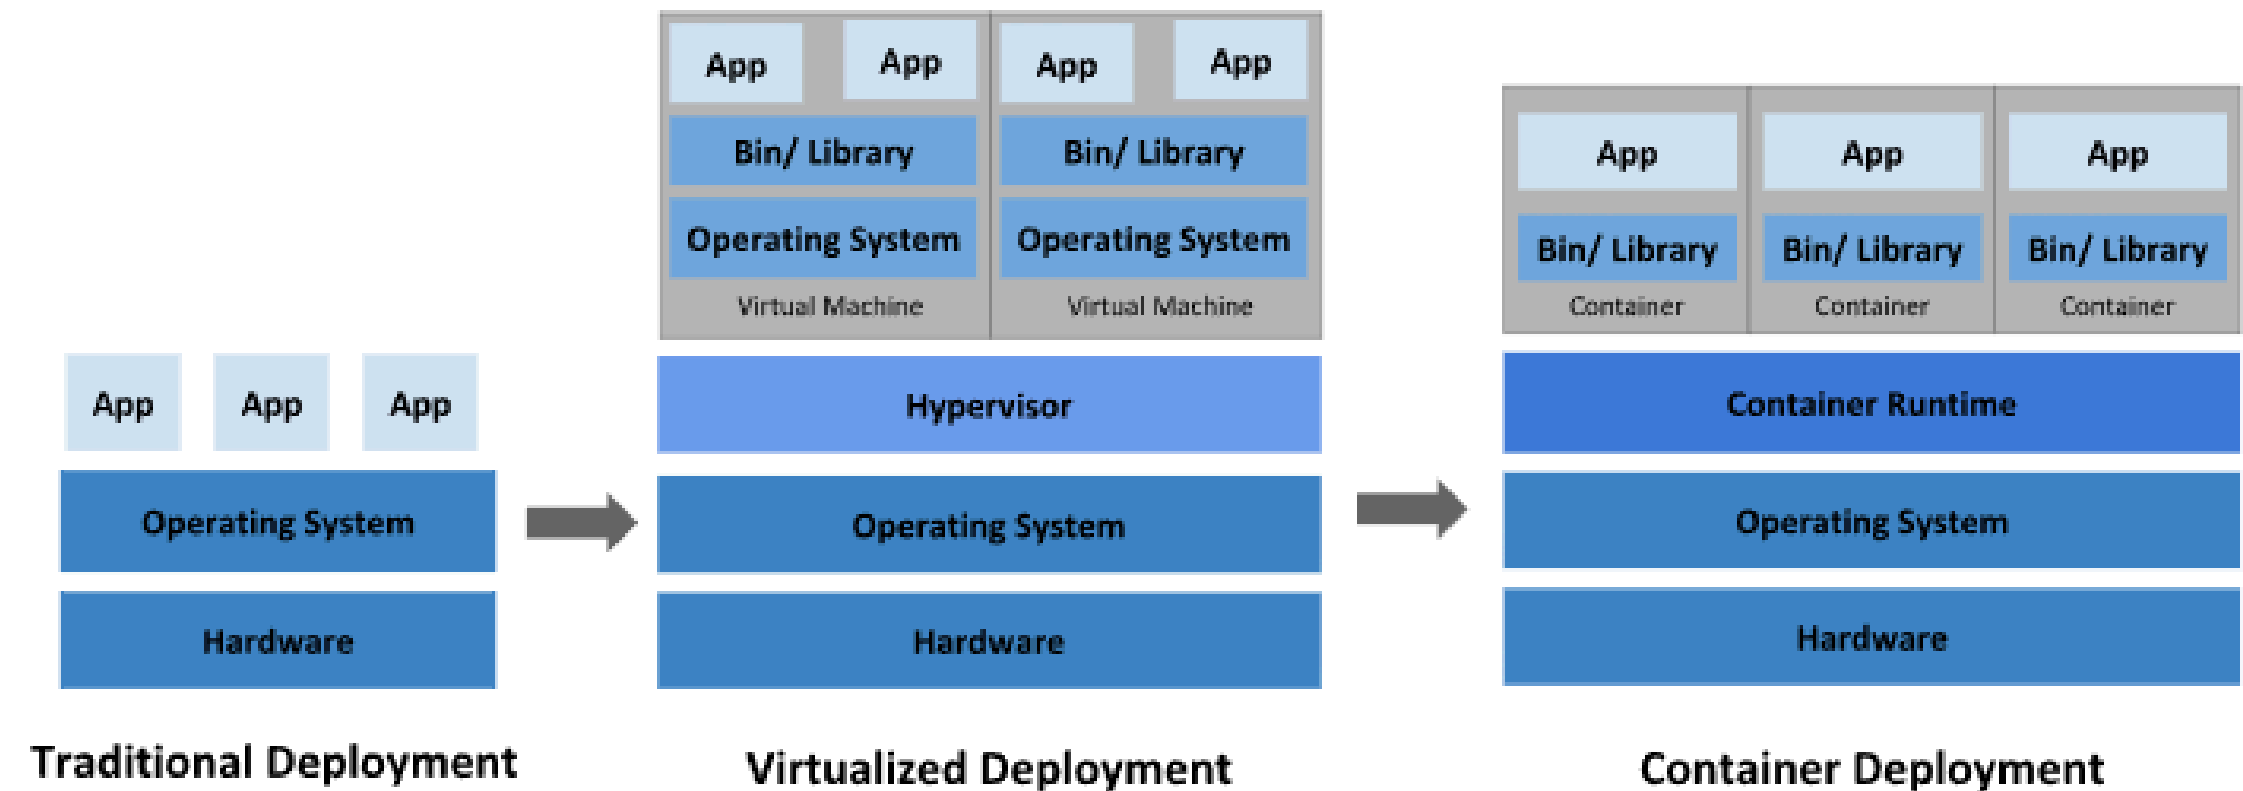 App App App
Operating System
Hardware
Traditional Deployment
App App App App
Bin/ Library Bin/ Library
Operating System Operating System
Virtual Machine Virtual Machine
Hypervisor
Operating System
Hardware
Virtualized Deployment
App App App
Bin/ Library Bin/ Library Bin/ Library
Container Container Container
Container Runtime
Operating System
Hardware
Container Deployment